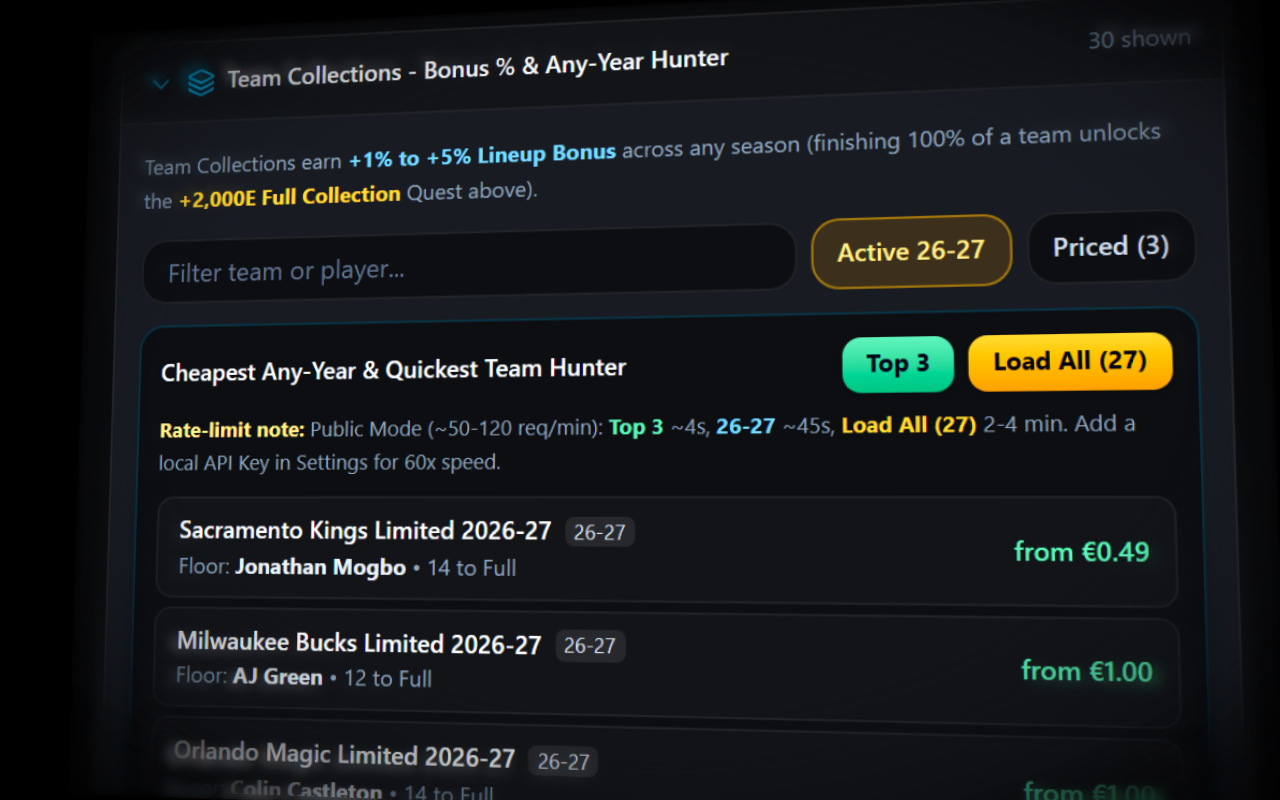 Team Collections - Bonus % & Any-Year Hunter
30 shown
Team Collections earn +1% to +5% Lineup Bonus across any season (finishing 100% of a team unlocks
the +2,000E Full Collection Quest above).
Filter team or player...
Active 26-27
Priced (3)
Cheapest Any-Year & Quickest Team Hunter
Top 3
Load All (27)
Rate-limit note: Public Mode (~50-120 req/min): Top 3 ~4s, 26-27 ~45s, Load All (27) 2-4 min. Add a
local API Key in Settings for 60x speed.
Sacramento Kings Limited 2026-27 26-27
Floor: Jonathan Mogbo • 14 to Full
from €0.49
Milwaukee Bucks Limited 2026-27 26-27
Floor: AJ Green • 12 to Full
from €1.00
Orlando Magic Limited 2026-27 26-27
Colin Castleton • 14 to Full
from €1.00